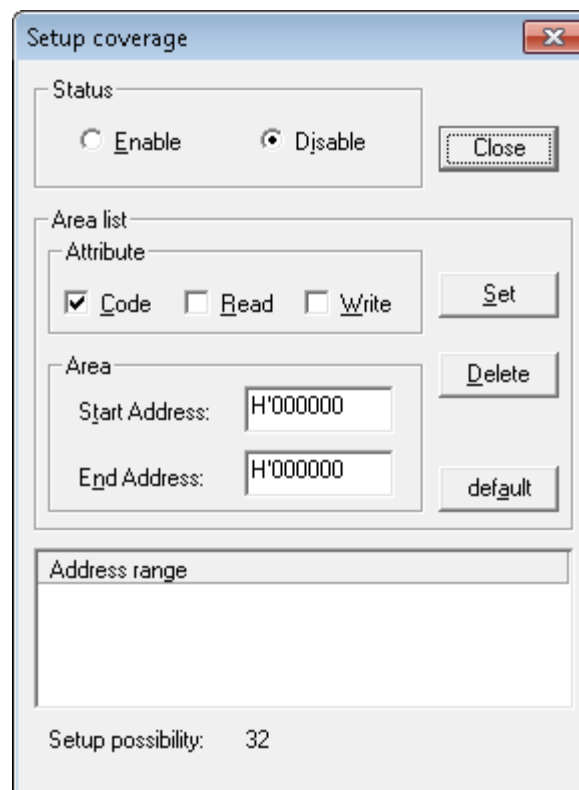 Setup coverage
Status
Enable Disable
Close
Area list
Attribute
Code Read Write
Set
Area
Delete
Start Address: H'000000
End Address: H'000000
default
Address range
Setup possibility: 32